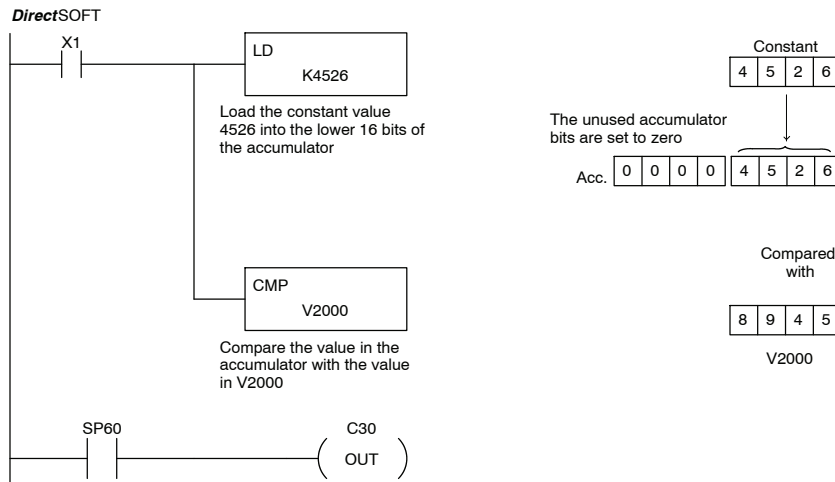 DirectSOFT
X1
LD
K4526
Load the constant value
4526 into the lower 16 bits of
the accumulator
CMP
V2000
Compare the value in the
accumulator with the value
in V2000
SP60
C30
OUT
Constant
4 5 2 6
The unused accumulator
bits are set to zero
Acc. 0 0 0 0 4 5 2 6
Compared
with
8 9 4 5
V2000